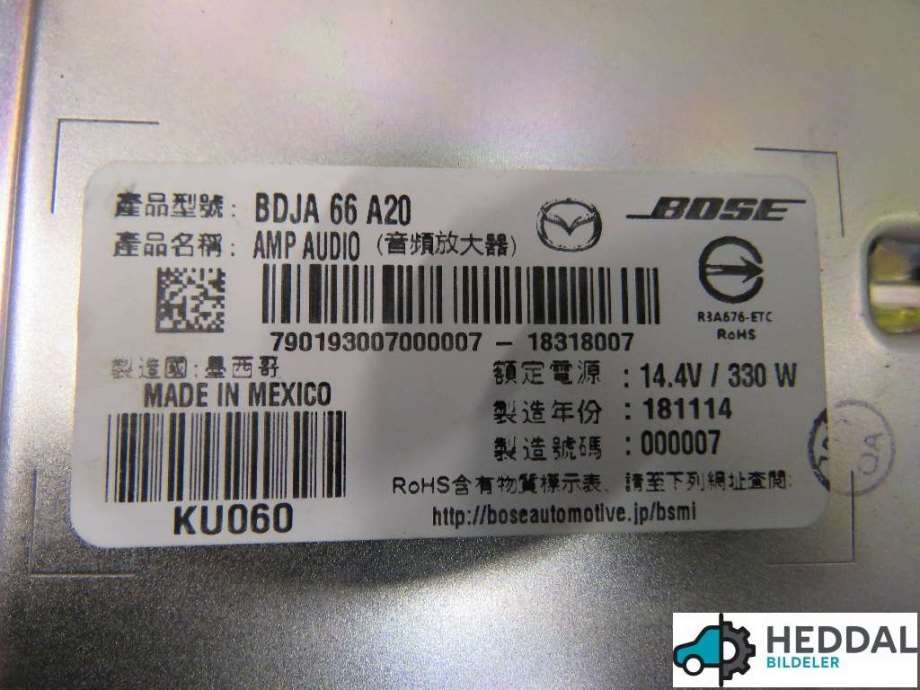 產品型號: BDJA 66 A20
BOSE
產品名稱: AMP AUDIO (音頻放大器)
R3A676-ETC
RoHS
790193007000007 - 18318007
製造國: 墨西哥
MADE IN MEXICO
額定電源 : 14.4V / 330 W
製造年份 : 181114
製造號碼 : 000007
KU060
RoHS含有物質標示表、請至下列網址查閱:
http://boseautomotive.jp/bsmi
QA
HEDDAL
BILDELER